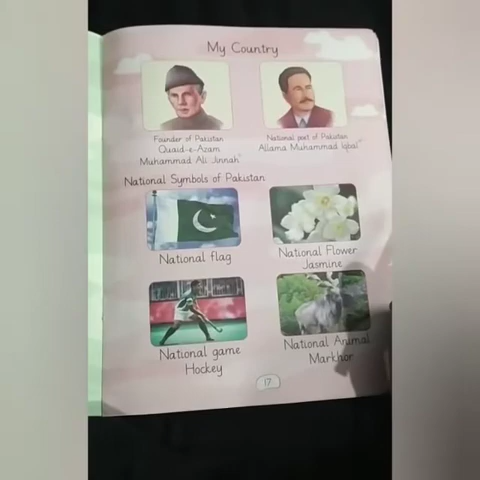 My Country
Founder of Pakistan
Quaid-e-Azam
Muhammad Ali Jinnah
National poet of Pakistan
Allama Muhammad Iqbal
National Symbols of Pakistan
National flag
National Flower
Jasmine
National game
Hockey
National Animal
Markhor
17